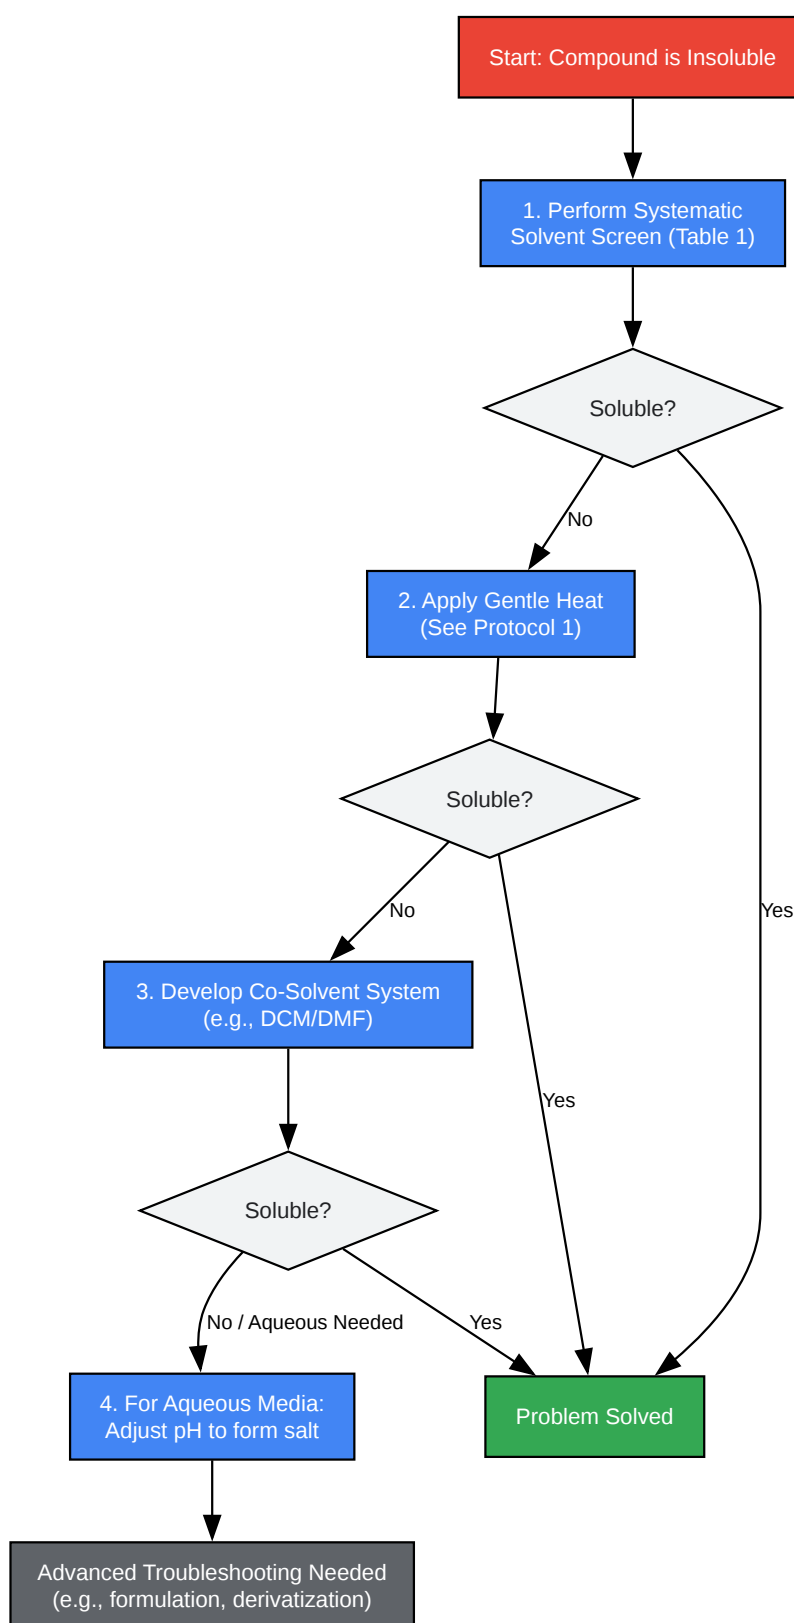 Start: Compound is Insoluble
1. Perform Systematic
Solvent Screen (Table 1)
Soluble?
No
2. Apply Gentle Heat
(See Protocol 1)
Soluble?
No
Yes
3. Develop Co-Solvent System
(e.g., DCM/DMF)
Yes
Soluble?
No / Aqueous Needed
Yes
4. For Aqueous Media:
Adjust pH to form salt
Problem Solved
Advanced Troubleshooting Needed
(e.g., formulation, derivatization)